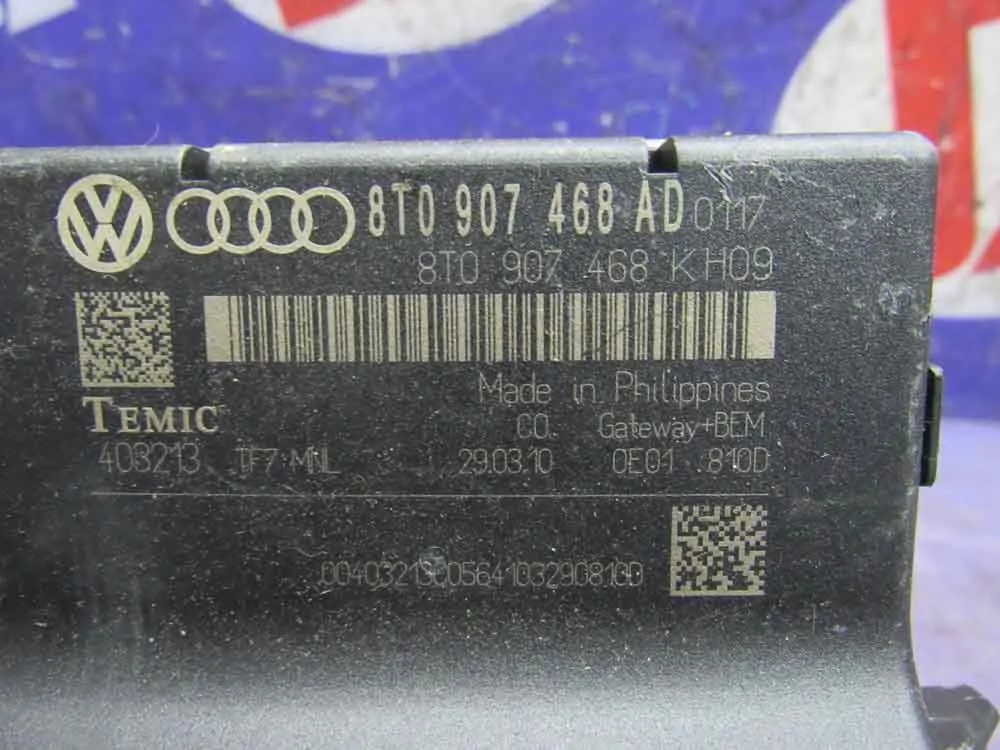 8T0 907 468 AD 0117
8T0 907 468 K H09
Made in Philippines
TEMIC CO. Gateway+BEM
403213 TF7 MNL 29.03.10 0E01 .810D